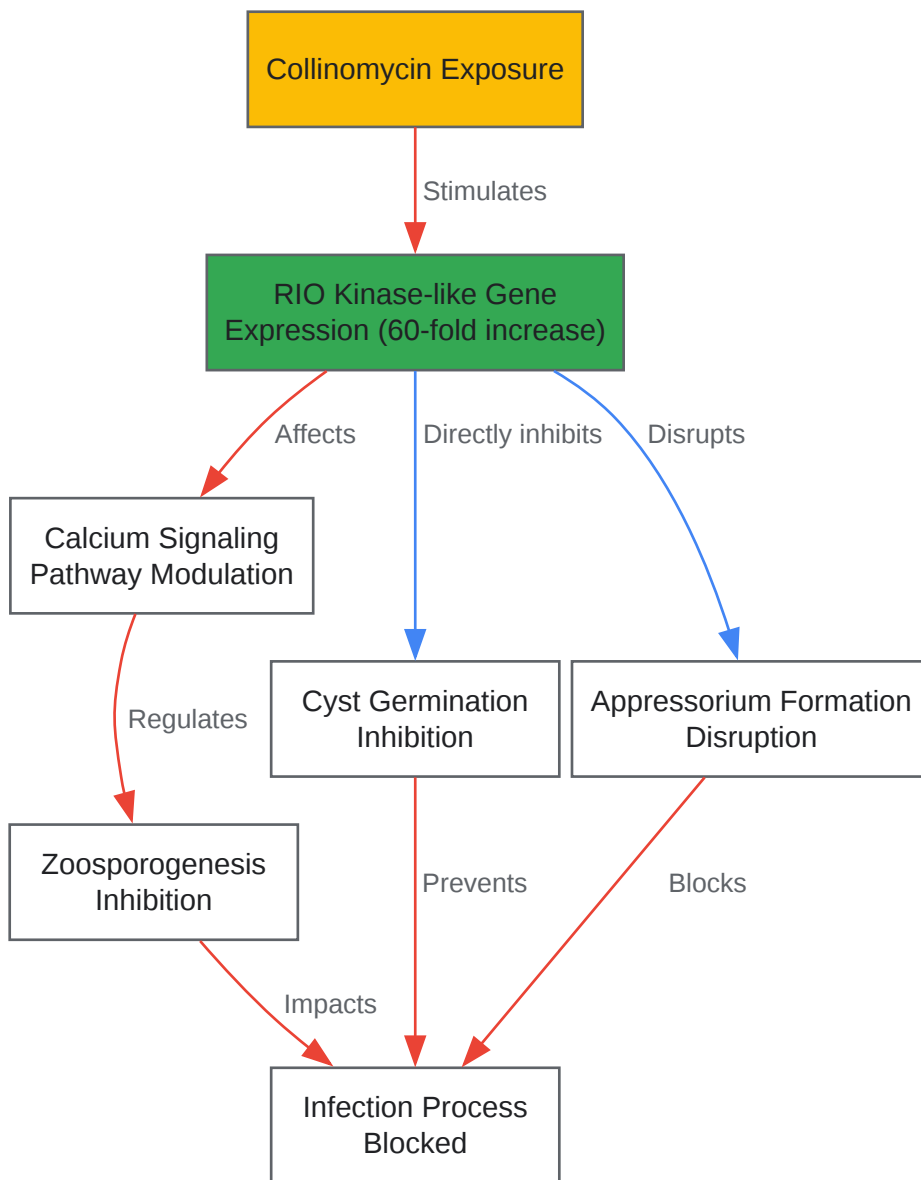 Collinomycin Exposure
Stimulates
RIO Kinase-like Gene
Expression (60-fold increase)
Affects
Directly inhibits
Disrupts
Calcium Signaling
Pathway Modulation
Regulates
Cyst Germination
Inhibition
Appressorium Formation
Disruption
Zoosporogenesis
Inhibition
Prevents
Blocks
Impacts
Infection Process
Blocked